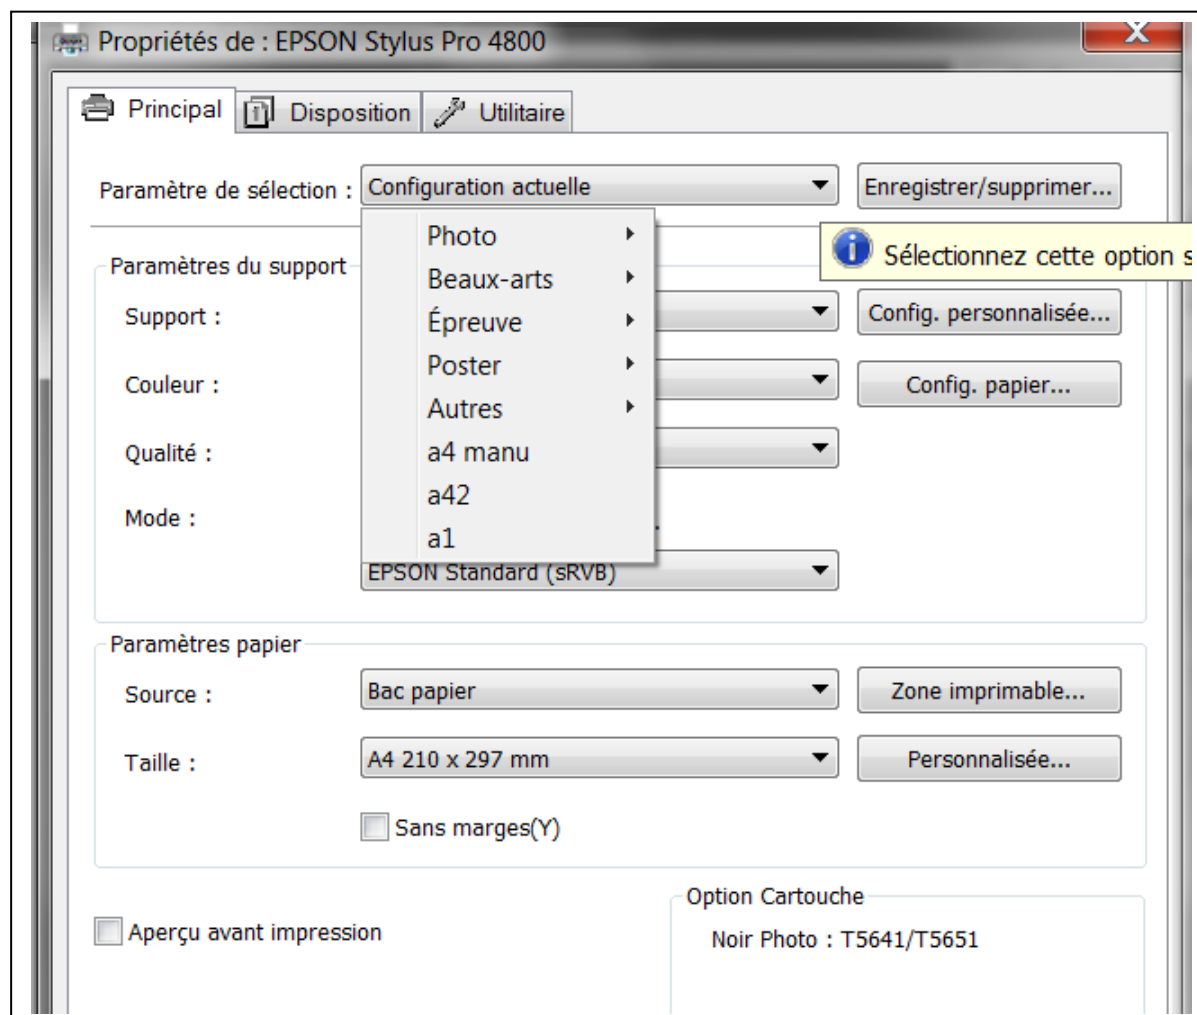 Propriétés de : EPSON Stylus Pro 4800
Principal Disposition Utilitaire
Paramètre de sélection : Configuration actuelle Enregistrer/supprimer...
Photo
Sélectionnez cette option s
Paramètres du support
Beaux-arts
Support : Config. personnalisée...
Épreuve
Poster
Couleur : Config. papier...
Autres
Qualité :
a4 manu
a42
Mode :
a1
EPSON Standard (sRVB)
Paramètres papier
Source : Bac papier Zone imprimable...
Taille : A4 210 x 297 mm Personnalisée...
Sans marges(Y)
Option Cartouche
Aperçu avant impression
Noir Photo : T5641/T5651